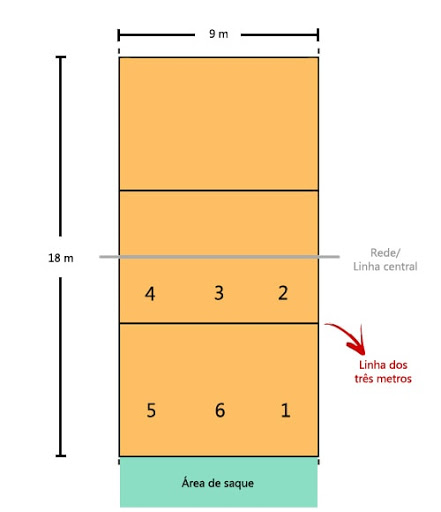 9 m
18 m
Rede/
Linha central
4 3 2
Linha dos
três metros
5 6 1
Área de saque